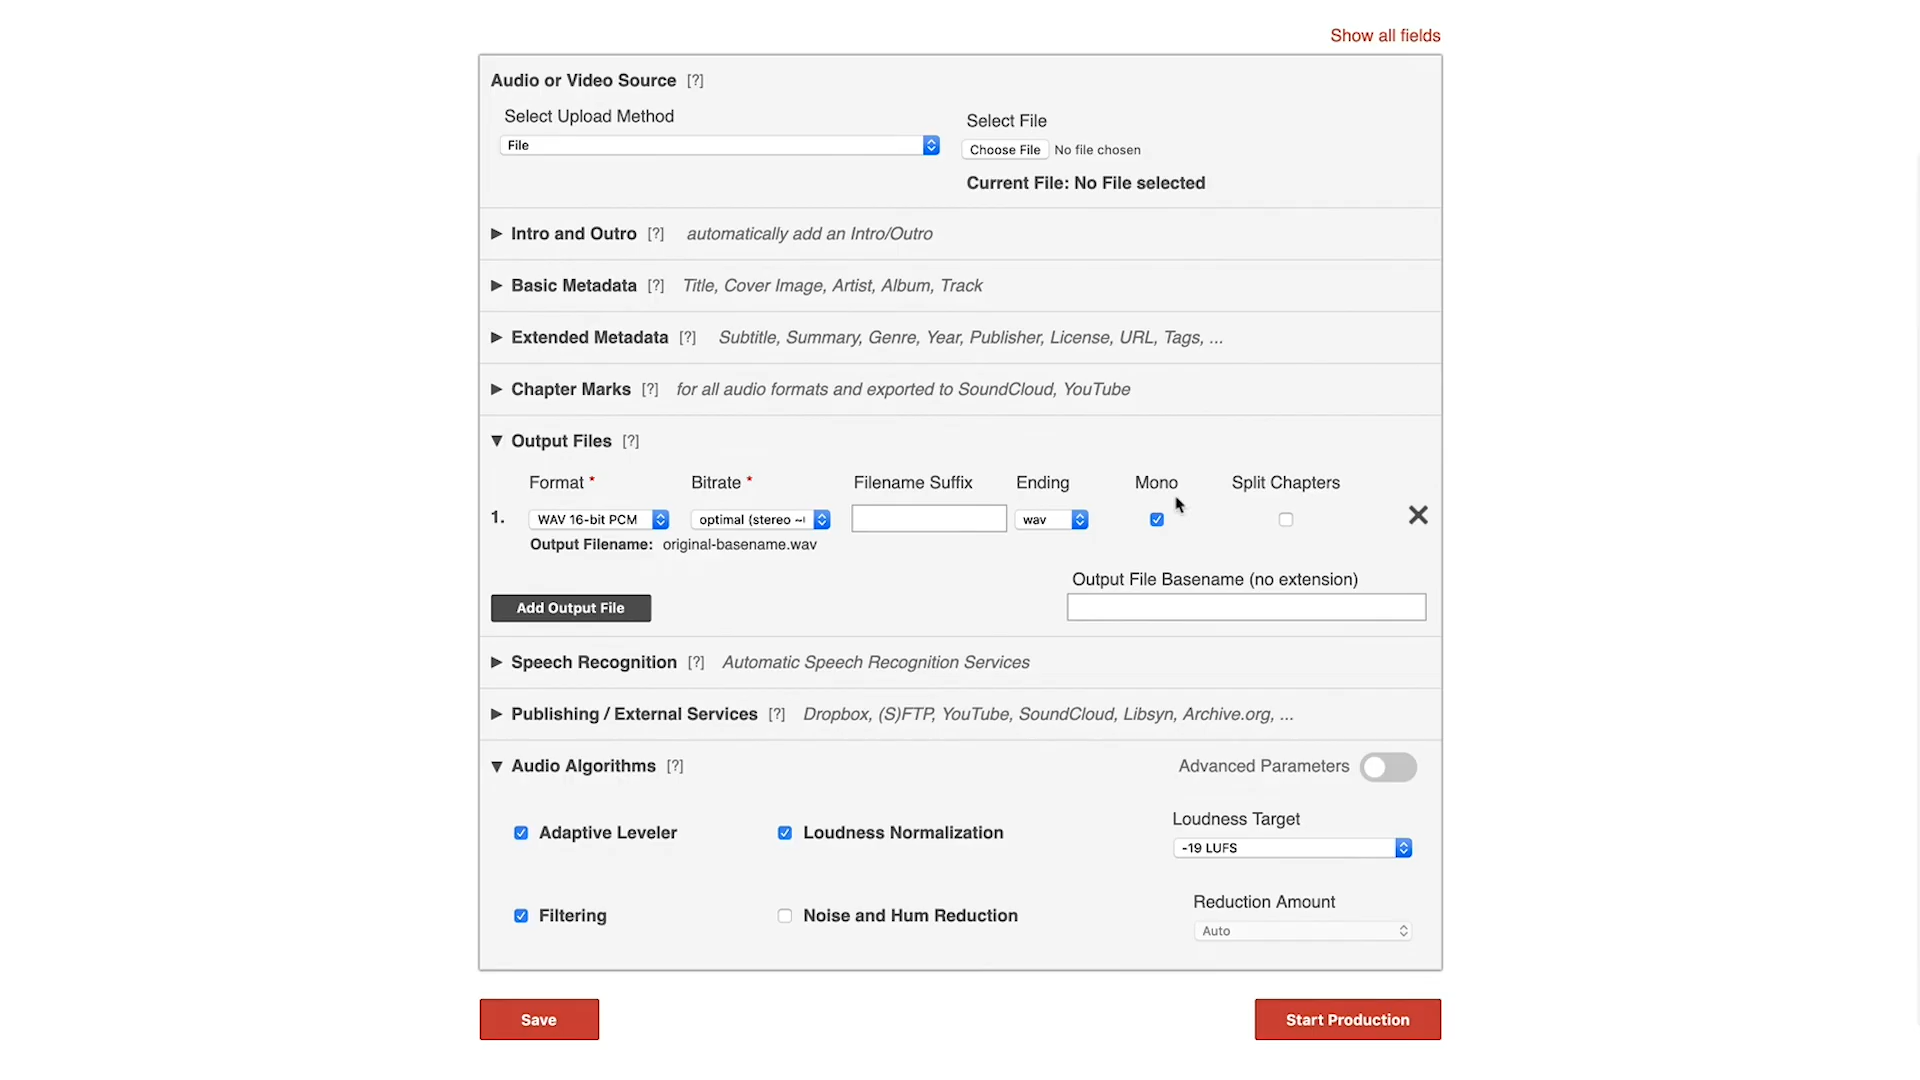 Show all fields
Audio or Video Source [?]
Select Upload Method
Select File
File
Choose File No file chosen
Current File: No File selected
Intro and Outro [?] automatically add an Intro/Outro
Basic Metadata [?] Title, Cover Image, Artist, Album, Track
Extended Metadata [?] Subtitle, Summary, Genre, Year, Publisher, License, URL, Tags, ...
Chapter Marks [?] for all audio formats and exported to SoundCloud, YouTube
Output Files [?]
Format * Bitrate * Filename Suffix Ending Mono Split Chapters
1. WAV 16-bit PCM optimal (stereo ~ wav
Output Filename: original-basename.wav
Output File Basename (no extension)
Add Output File
Speech Recognition [?] Automatic Speech Recognition Services
Publishing / External Services [?] Dropbox, (S)FTP, YouTube, SoundCloud, Libsyn, Archive.org, ...
Audio Algorithms [?] Advanced Parameters
Loudness Target
Adaptive Leveler Loudness Normalization
-19 LUFS
Reduction Amount
Filtering Noise and Hum Reduction
Auto
Save Start Production